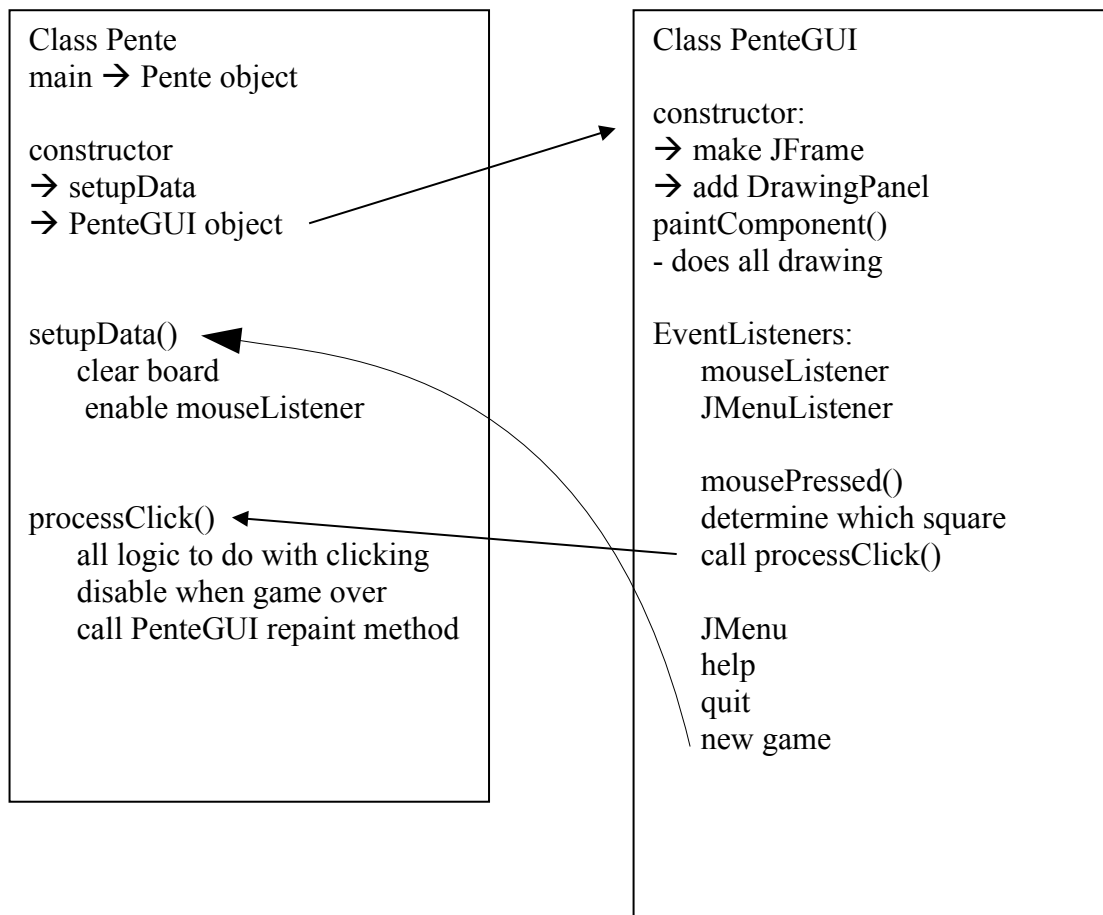 Class Pente
main → Pente object
constructor
→ setupData
→ PenteGUI object
setupData()
clear board
enable mouseListener
processClick()
all logic to do with clicking
disable when game over
call PenteGUI repaint method
Class PenteGUI
constructor:
→ make JFrame
→ add DrawingPanel
paintComponent()
- does all drawing
EventListeners:
mouseListener
JMenuListener
mousePressed()
determine which square
call processClick()
JMenu
help
quit
new game